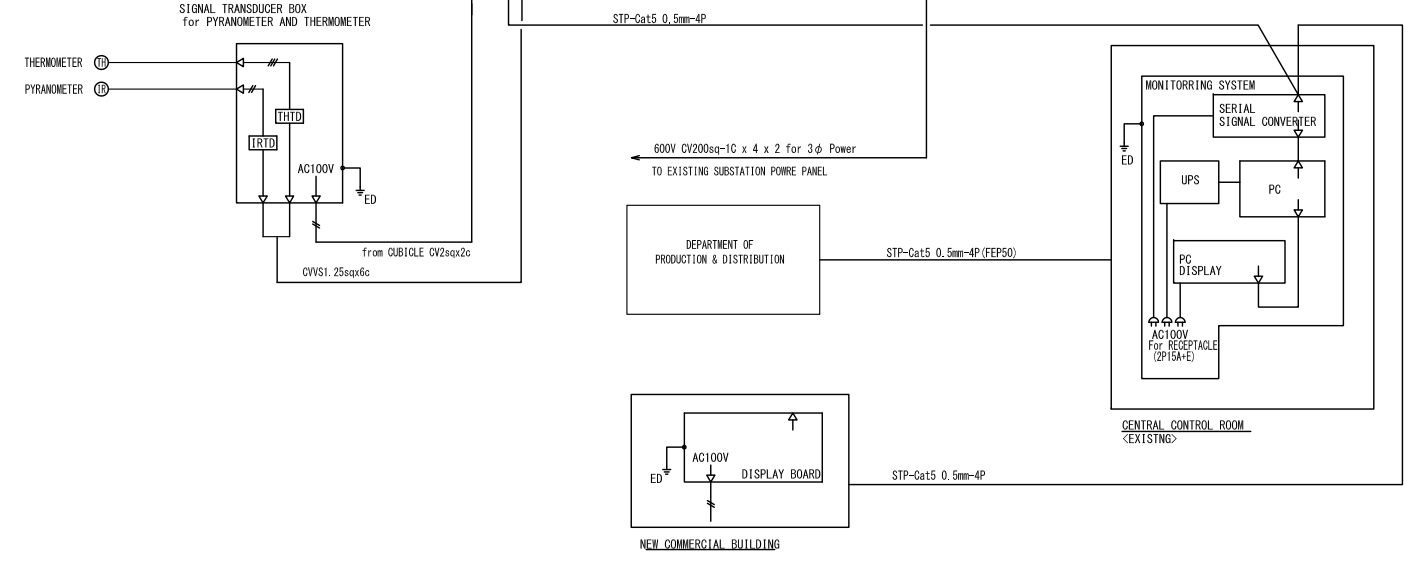 SIGNAL TRANSDUCER BOX
for PYRANOMETER AND THERMOMETER
STP-Cat5 0.5mm-4P
THERMOMETER
TH
PYRANOMETER
IR
THTD
IRTD
AC100V
ED
from CUBICLE CV2sqx2c
CVVS1.25sqx6c
600V CV200sq-1C x 4 x 2 for 3φ Power
TO EXISTING SUBSTATION POWRE PANEL
DEPARTMENT OF
PRODUCTION & DISTRIBUTION
STP-Cat5 0.5mm-4P(FEP50)
MONITORRING SYSTEM
SERIAL
SIGNAL CONVERTER
ED
UPS
PC
PC
DISPLAY
AC100V
For RECEPTACLE
(2P15A+E)
CENTRAL CONTROL ROOM
<EXISTNG>
AC100V
ED
DISPLAY BOARD
STP-Cat5 0.5mm-4P
NEW COMMERCIAL BUILDING